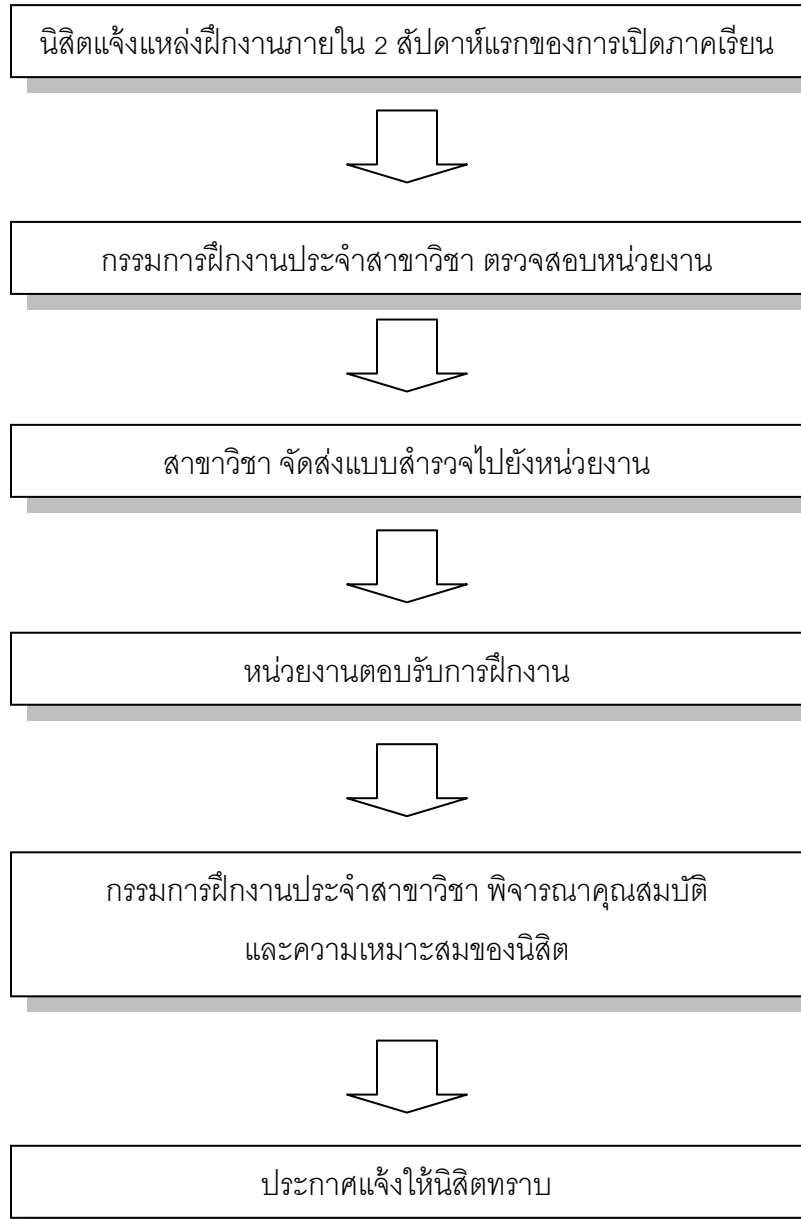 นิสิตแจ้งแหล่งฝึกงานภายใน 2 สัปดาห์แรกของการเปิดภาคเรียน
กรรมการฝึกงานประจำสาขาวิชา ตรวจสอบหน่วยงาน
สาขาวิชา จัดส่งแบบสำรวจไปยังหน่วยงาน
หน่วยงานตอบรับการฝึกงาน
กรรมการฝึกงานประจำสาขาวิชา พิจารณาคุณสมบัติ
และความเหมาะสมของนิสิต
ประกาศแจ้งให้นิสิตทราบ